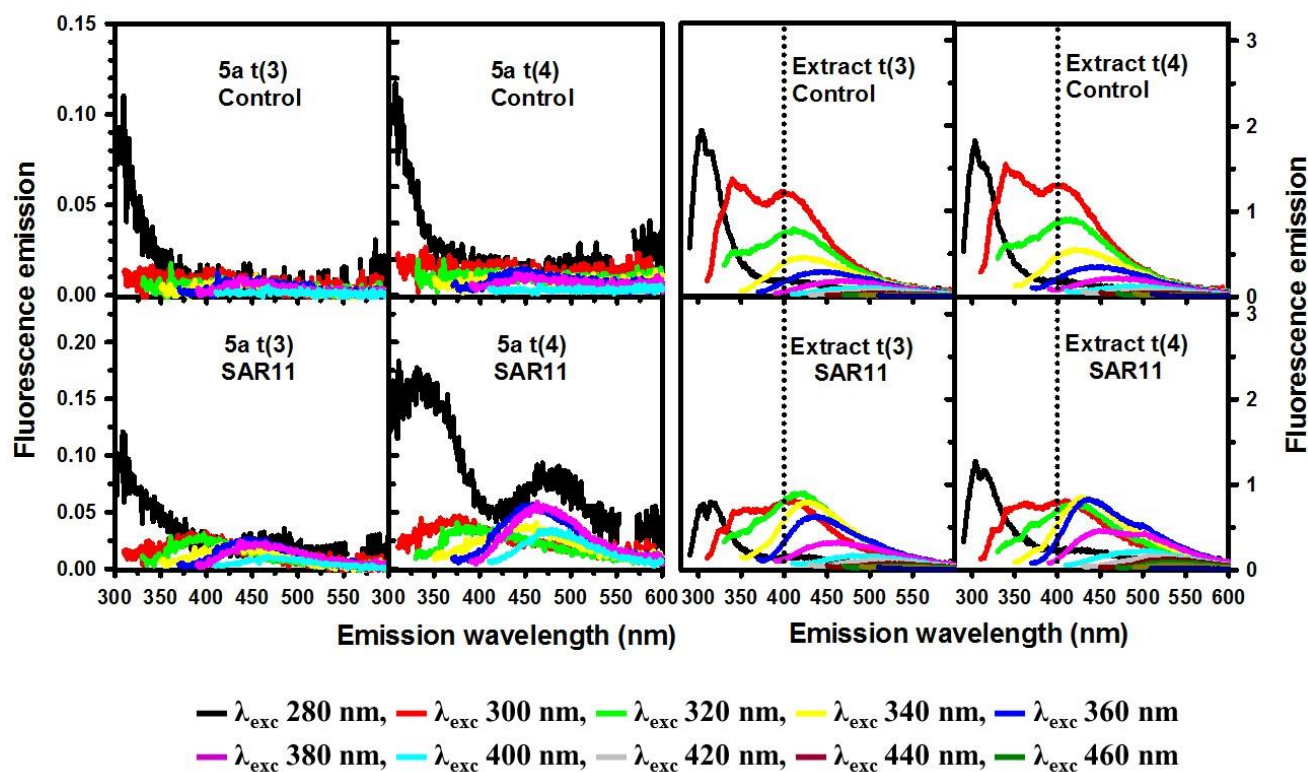 Fluorescence emission
0.15
0.10
0.05
0.00
5a t(3)
Control
5a t(4)
Control
Extract t(3)
Control
Extract t(4)
Control
3
2
1
0
Fluorescence emission
Fluorescence emission
0.20
0.15
0.10
0.05
0.00
5a t(3)
SAR11
5a t(4)
SAR11
Extract t(3)
SAR11
Extract t(4)
SAR11
3
2
1
0
Fluorescence emission
300 350 400 450 500 550 300 350 400 450 500 550 600
300 350 400 450 500 550 300 350 400 450 500 550 600
Emission wavelength (nm)
Emission wavelength (nm)
λexc 280 nm, λexc 300 nm, λexc 320 nm, λexc 340 nm, λexc 360 nm
λexc 380 nm, λexc 400 nm, λexc 420 nm, λexc 440 nm, λexc 460 nm